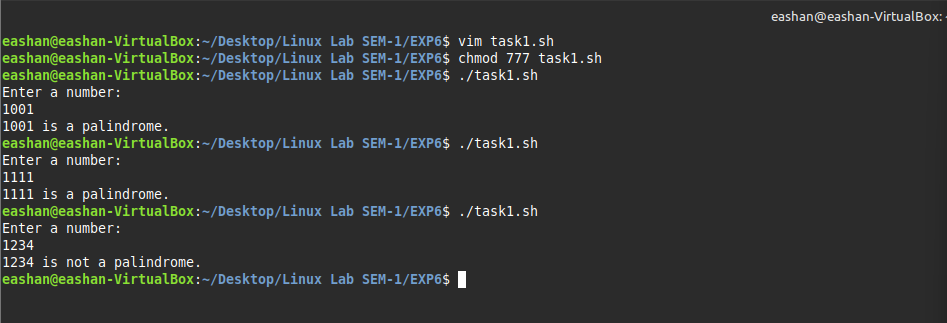 eashan@eashan-VirtualBox:
eashan@eashan-VirtualBox:~/Desktop/Linux Lab SEM-1/EXP6$ vim task1.sh
eashan@eashan-VirtualBox:~/Desktop/Linux Lab SEM-1/EXP6$ chmod 777 task1.sh
eashan@eashan-VirtualBox:~/Desktop/Linux Lab SEM-1/EXP6$ ./task1.sh
Enter a number:
1001
1001 is a palindrome.
eashan@eashan-VirtualBox:~/Desktop/Linux Lab SEM-1/EXP6$ ./task1.sh
Enter a number:
1111
1111 is a palindrome.
eashan@eashan-VirtualBox:~/Desktop/Linux Lab SEM-1/EXP6$ ./task1.sh
Enter a number:
1234
1234 is not a palindrome.
eashan@eashan-VirtualBox:~/Desktop/Linux Lab SEM-1/EXP6$